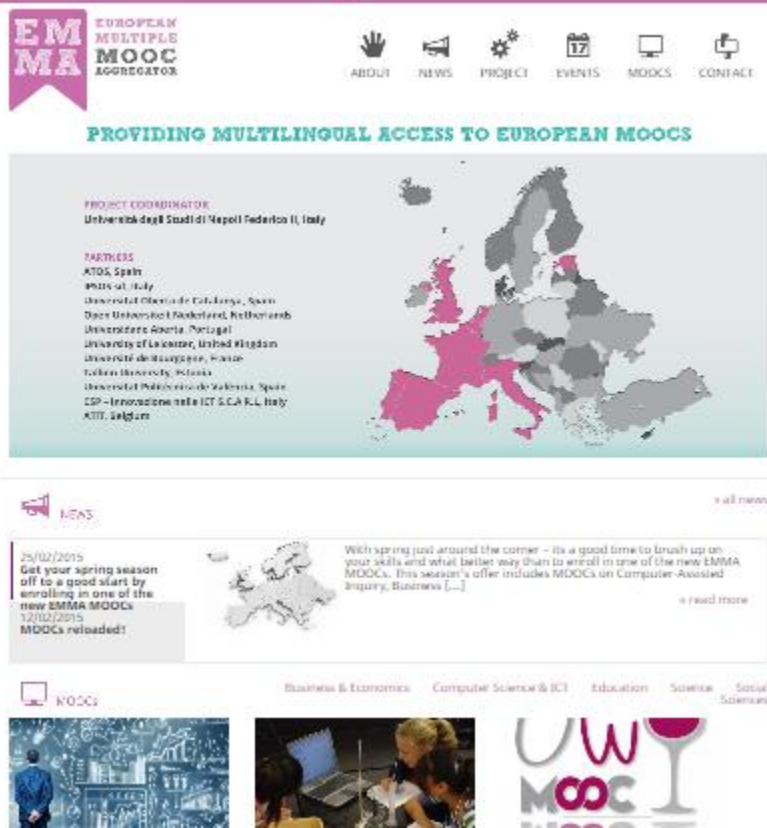 EM
MA
EUROPEAN
MULTIPLE
MOOC
AGGREGATOR
17
ABOUT NEWS PROJECT EVENTS MOOCS CONTACT
PROVIDING MULTILINGUAL ACCESS TO EUROPEAN MOOCS
PROJECT COORDINATOR
Università degli Studi di Napoli Federico II, Italy
PARTNERS
ATOS, Spain
IPSOS srl, Italy
Universitat Oberta de Catalunya, Spain
Open Universiteit Nederland, Netherlands
Universidade Aberta, Portugal
University of Leicester, United Kingdom
Université de Bourgogne, France
Tallinn University, Estonia
Universitat Politècnica de València, Spain
CSP – Innovazione nelle ICT S.C.A R.L, Italy
ATIT, Belgium
NEWS
» all news
25/02/2015
Get your spring season
off to a good start by
enrolling in one of the
new EMMA MOOCs
12/02/2015
MOOCs reloaded!
With spring just around the corner – its a good time to brush up on
your skills and what better way than to enroll in one of the new EMMA
MOOCs. This season's offer includes MOOCs on Computer-Assisted
Inquiry, Business [...]
» read more
MOOCs
Business & Economics Computer Science & ICT Education Science Social
Sciences
MOOC